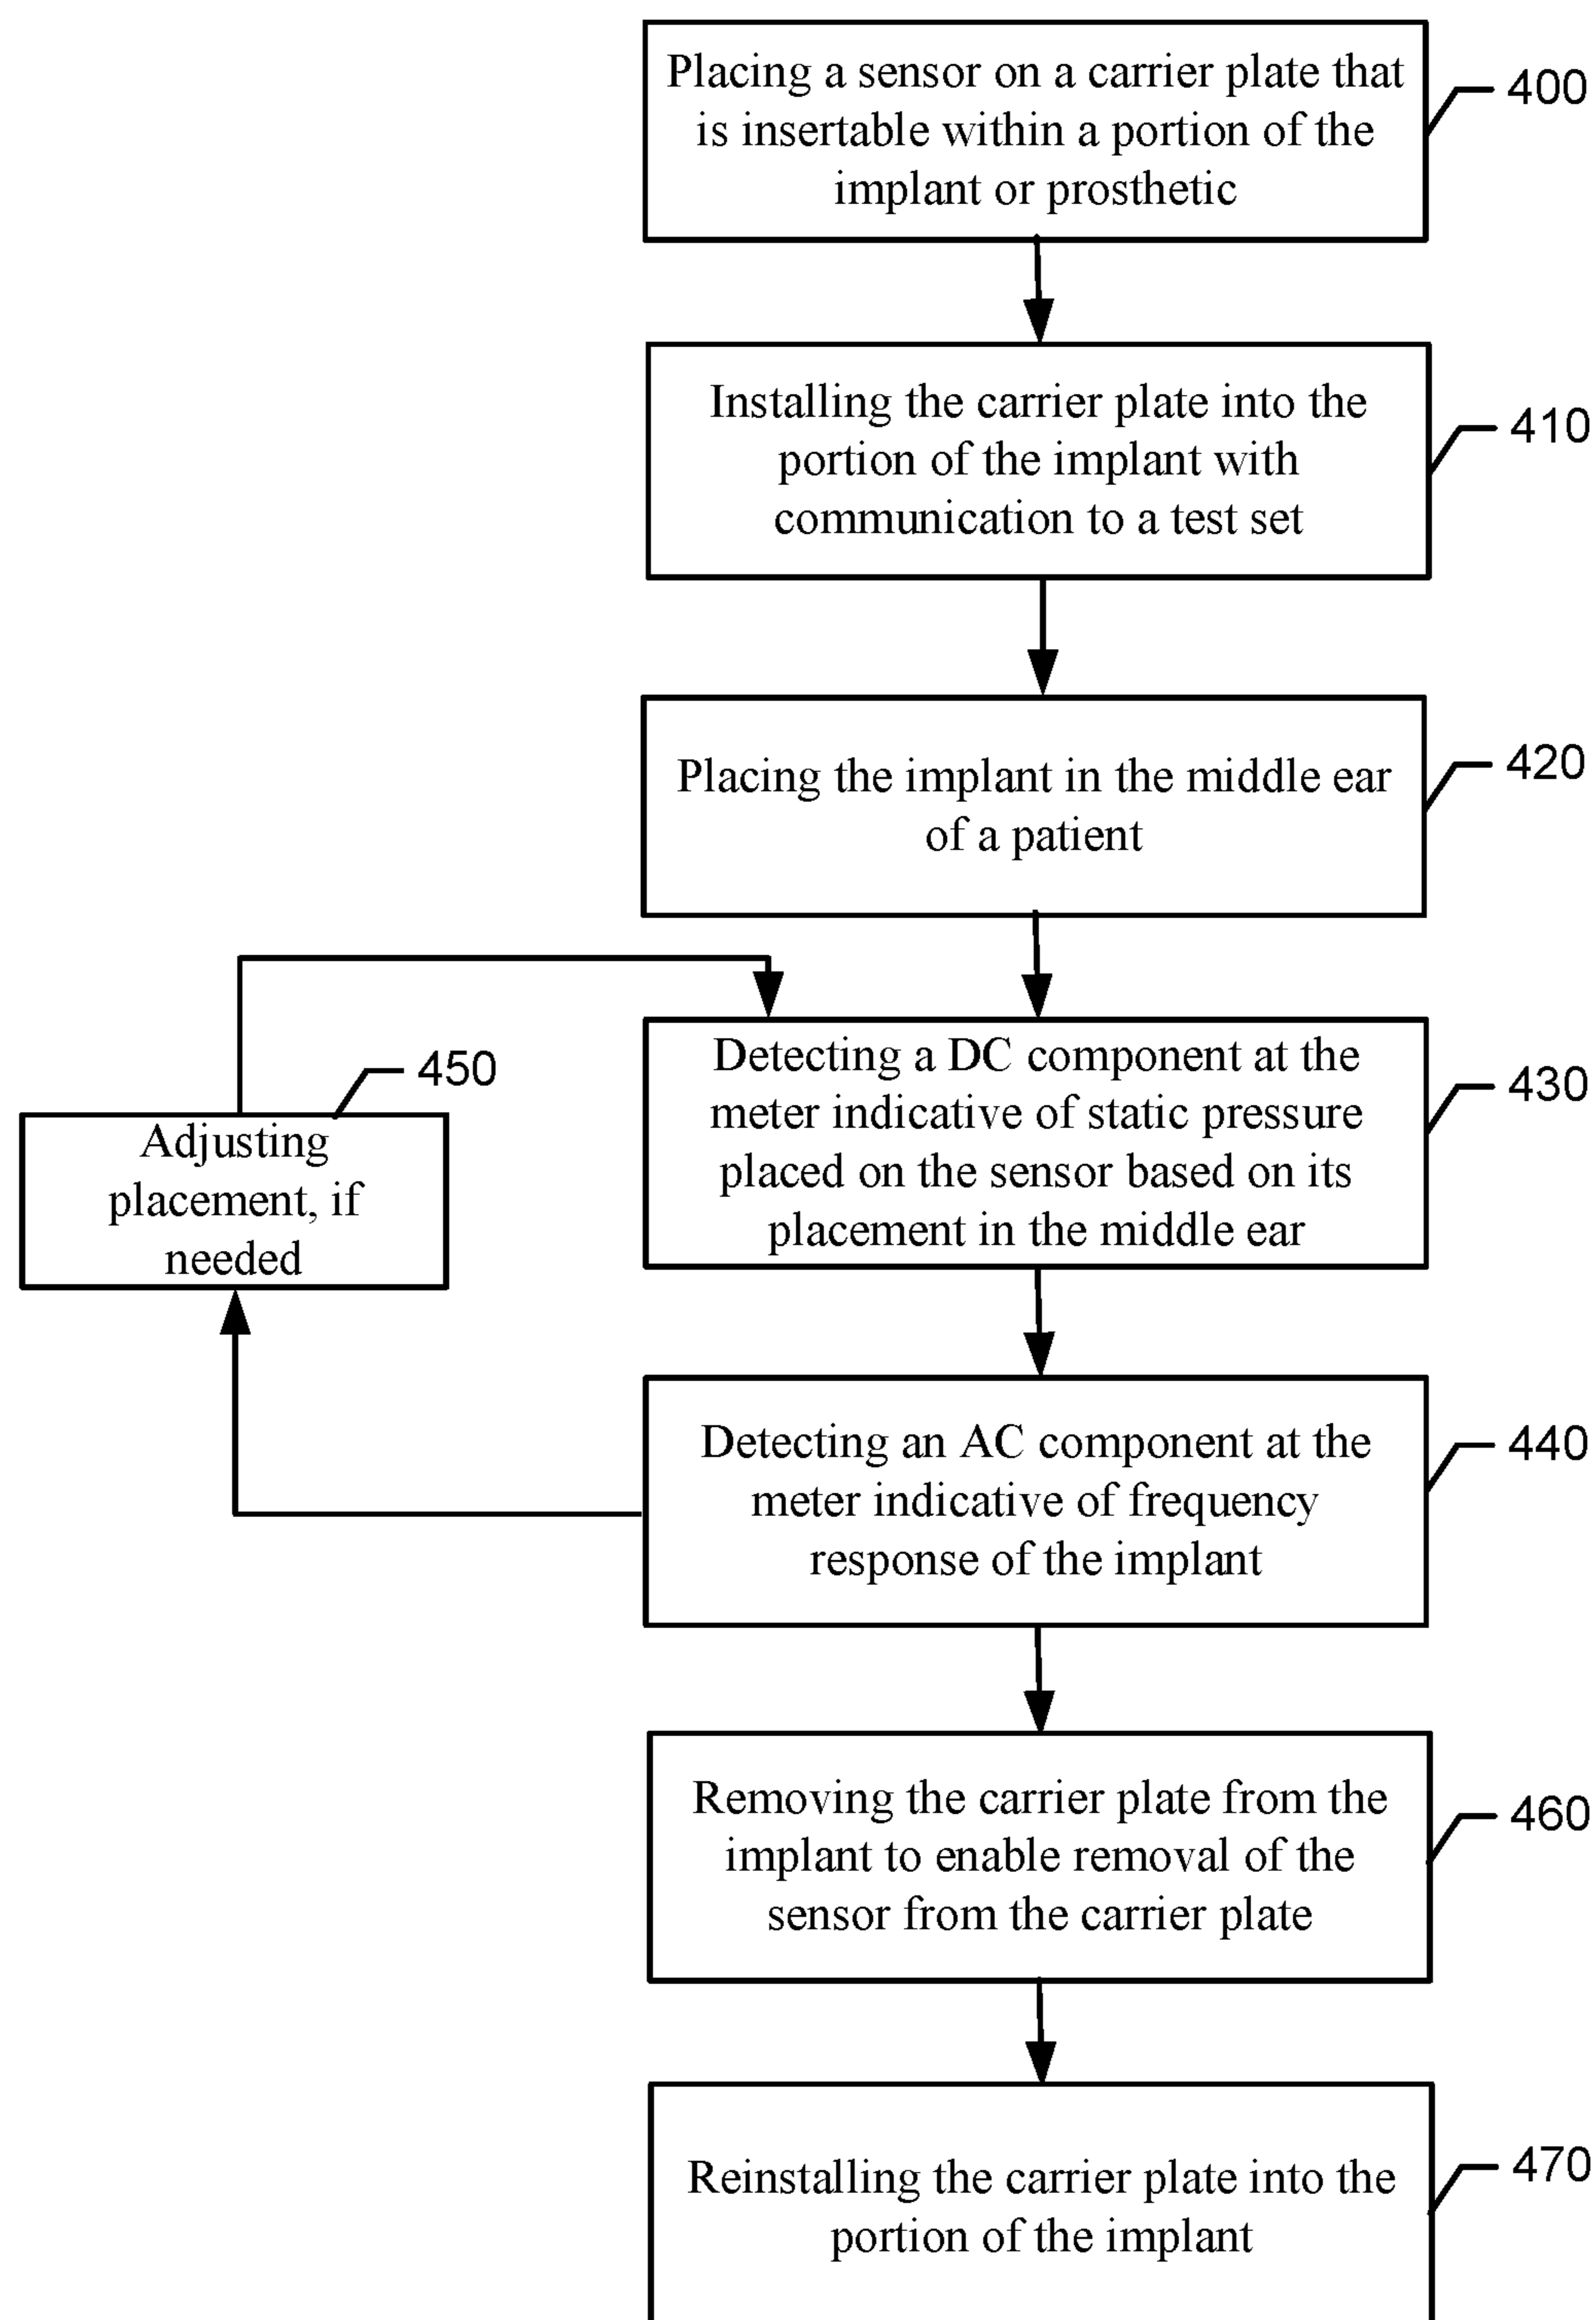 Placing a sensor on a carrier plate that
is insertable within a portion of the
implant or prosthetic
400
Installing the carrier plate into the
portion of the implant with
communication to a test set
410
Placing the implant in the middle ear
of a patient
420
Detecting a DC component at the
meter indicative of static pressure
placed on the sensor based on its
placement in the middle ear
430
450
Adjusting
placement, if
needed
Detecting an AC component at the
meter indicative of frequency
response of the implant
440
Removing the carrier plate from the
implant to enable removal of the
sensor from the carrier plate
460
Reinstalling the carrier plate into the
portion of the implant
470